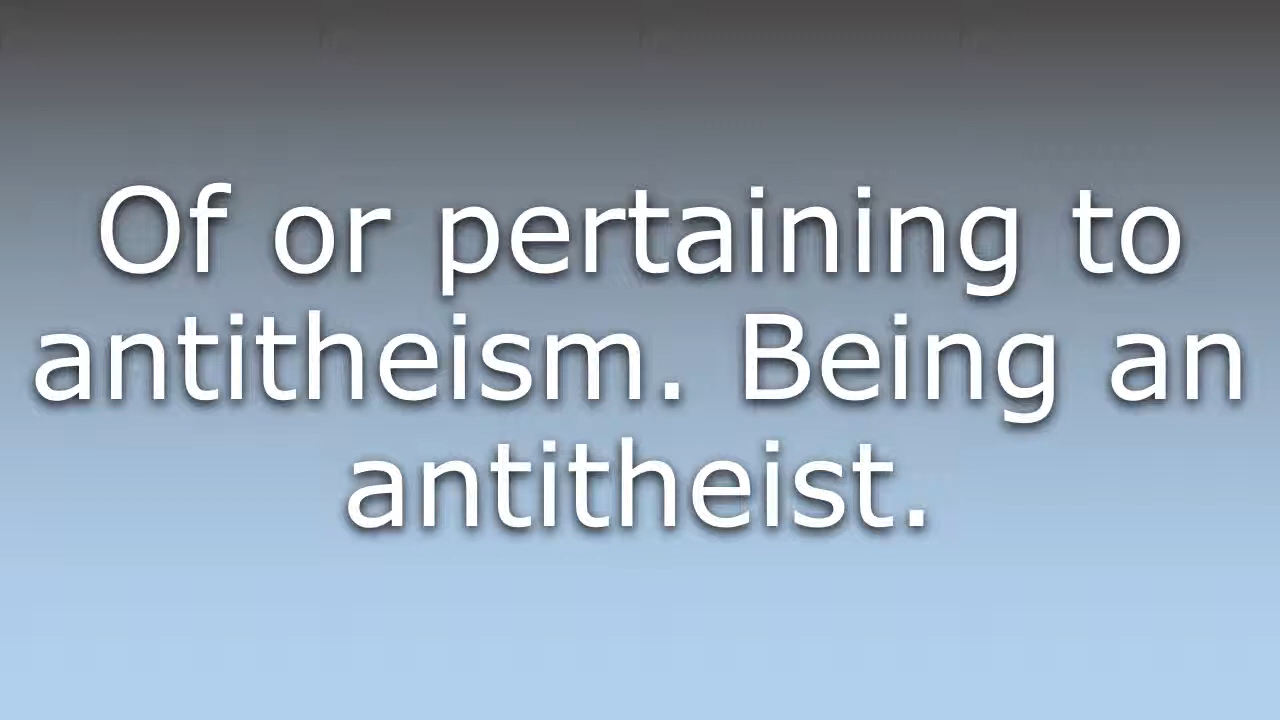 Of or pertaining to
antitheism. Being an
antitheist.